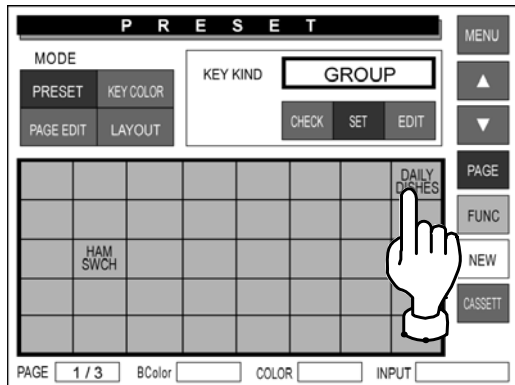 PRESET
MENU
MODE
PRESET
KEY COLOR
PAGE EDIT
LAYOUT
KEY KIND
GROUP
CHECK
SET
EDIT
▲
▼
PAGE
FUNC
NEW
CASSETT
DAILY
DISHES
HAM
SWCH
PAGE 1 / 3 BColor COLOR INPUT